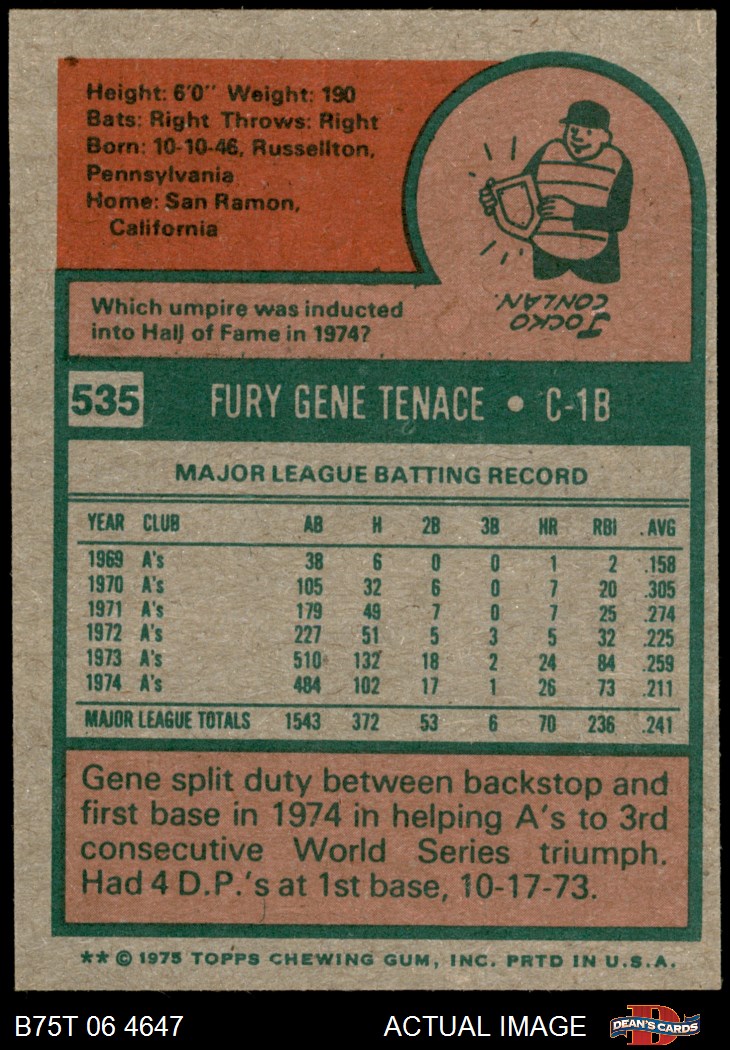 Height: 6'0" Weight: 190
Bats: Right Throws: Right
Born: 10-10-46, Russellton,
Pennsylvania
Home: San Ramon,
California
Which umpire was inducted
into Hall of Fame in 1974?
JOCKO
CONLAN.
535 FURY GENE TENACE • C-1B
MAJOR LEAGUE BATTING RECORD
YEAR CLUB AB H 2B 3B HR RBI .AVG
1969 A's 38 6 0 0 1 2 .158
1970 A's 105 32 6 0 7 20 .305
1971 A's 179 49 7 0 7 25 .274
1972 A's 227 51 5 3 5 32 .225
1973 A's 510 132 18 2 24 84 .259
1974 A's 484 102 17 1 26 73 .211
MAJOR LEAGUE TOTALS 1543 372 53 6 70 236 .241
Gene split duty between backstop and
first base in 1974 in helping A's to 3rd
consecutive World Series triumph.
Had 4 D.P.'s at 1st base, 10-17-73.
** © 1975 TOPPS CHEWING GUM, INC. PRTD IN U.S.A.
B75T 06 4647 ACTUAL IMAGE D DEAN'S CARDS